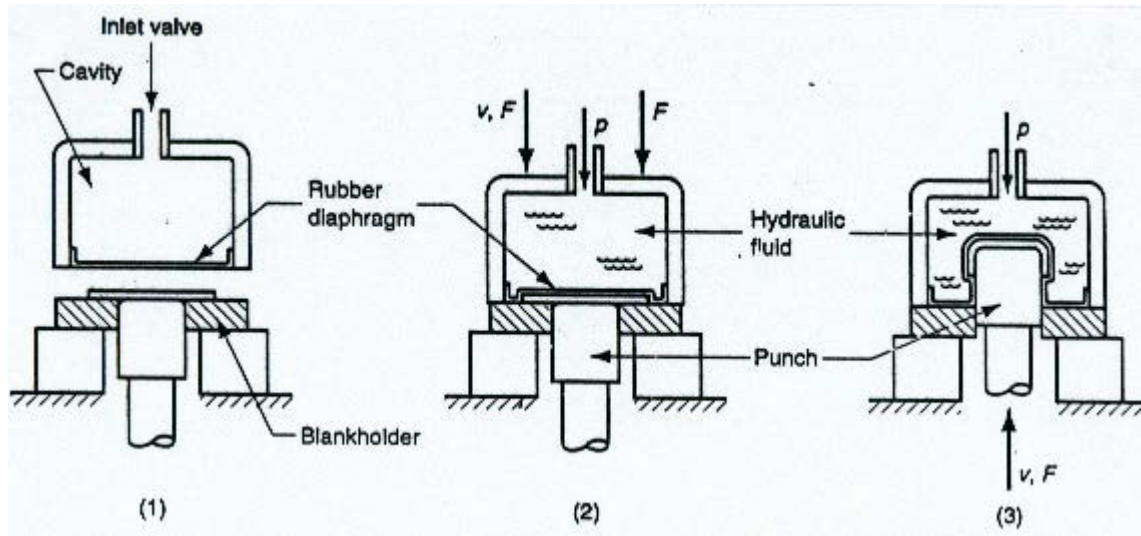 Inlet valve
Cavity
Rubber
diaphragm
Blankholder
(1)
v, F
p
F
Hydraulic
fluid
Punch
(2)
p
v, F
(3)